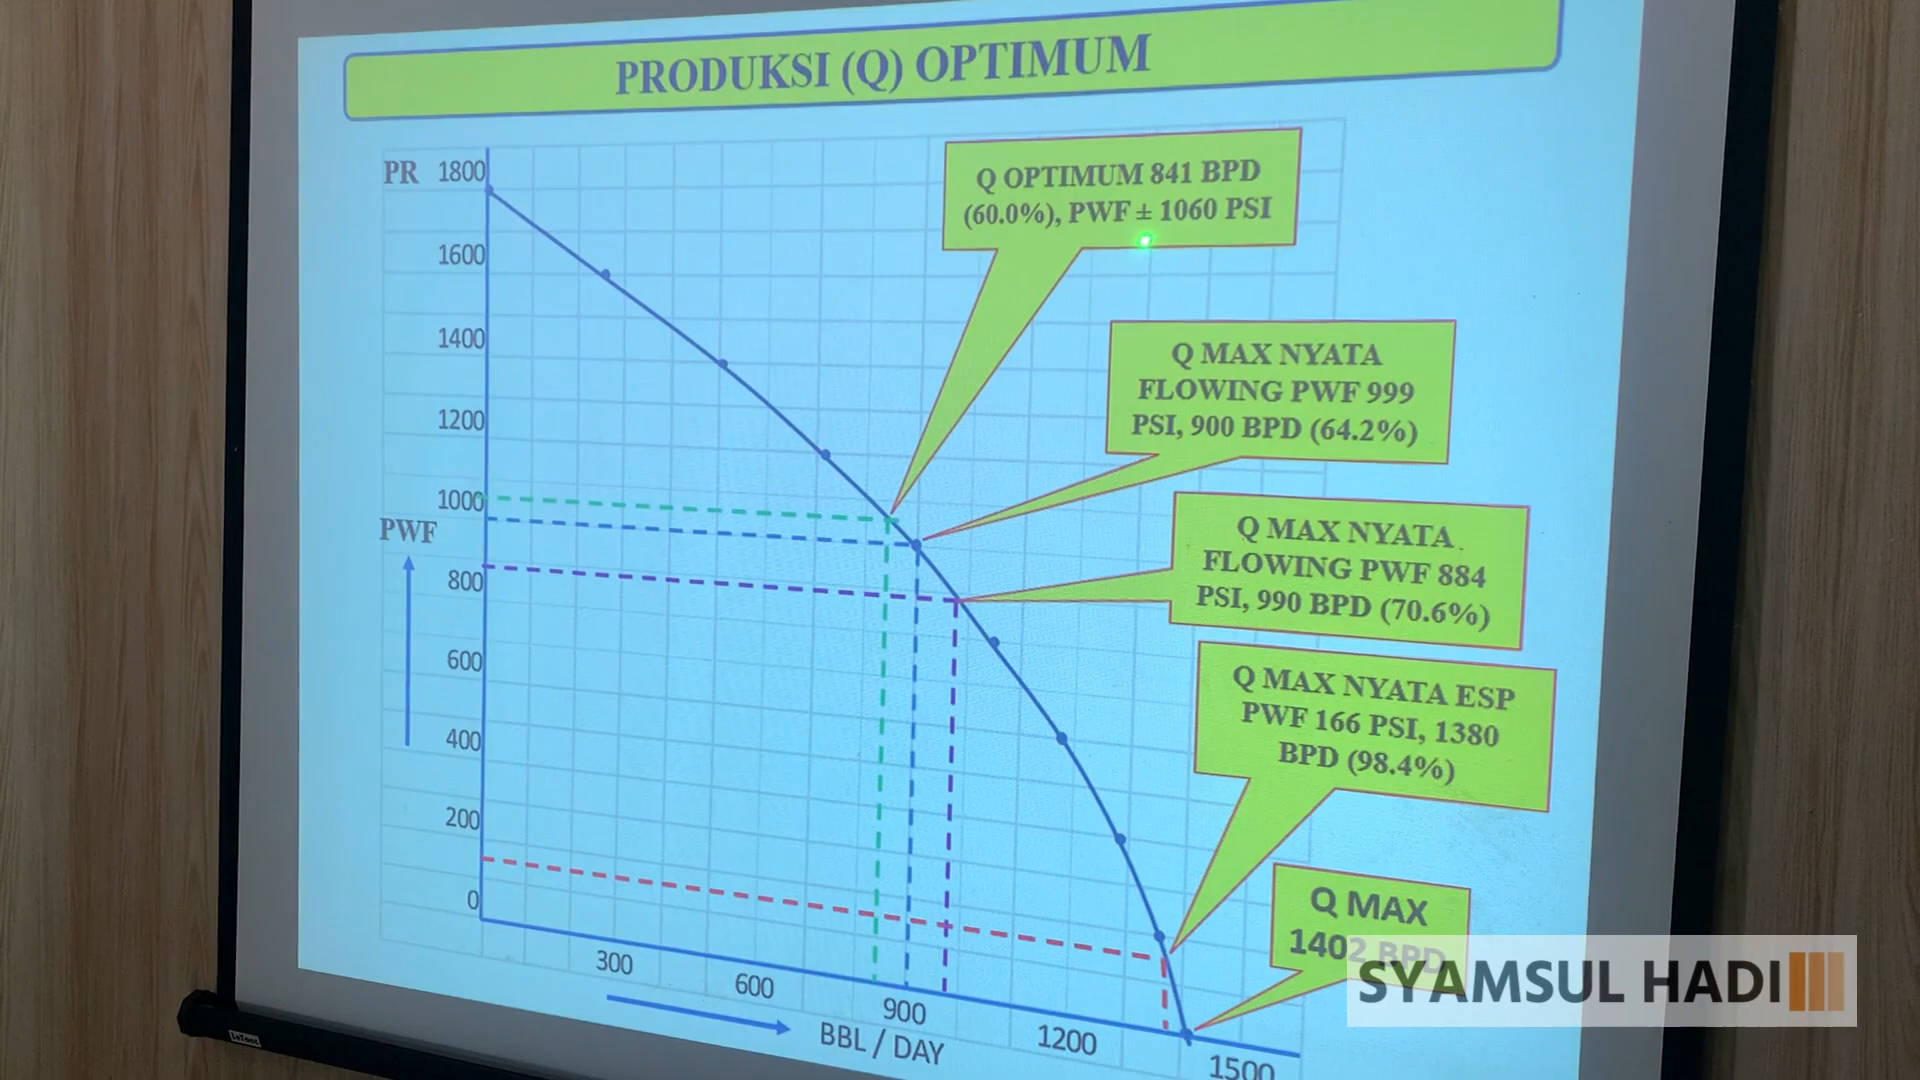 PRODUKSI (Q) OPTIMUM
PR
1800
1600
1400
1200
1000
PWF
800
600
400
200
0
300
600
900
1200
1500
BBL / DAY
Q OPTIMUM 841 BPD
(60.0%), PWF ± 1060 PSI
Q MAX NYATA
FLOWING PWF 999
PSI, 900 BPD (64.2%)
Q MAX NYATA
FLOWING PWF 884
PSI, 990 BPD (70.6%)
Q MAX NYATA ESP
PWF 166 PSI, 1380
BPD (98.4%)
Q MAX
1402 BPD
SYAMSUL HADI